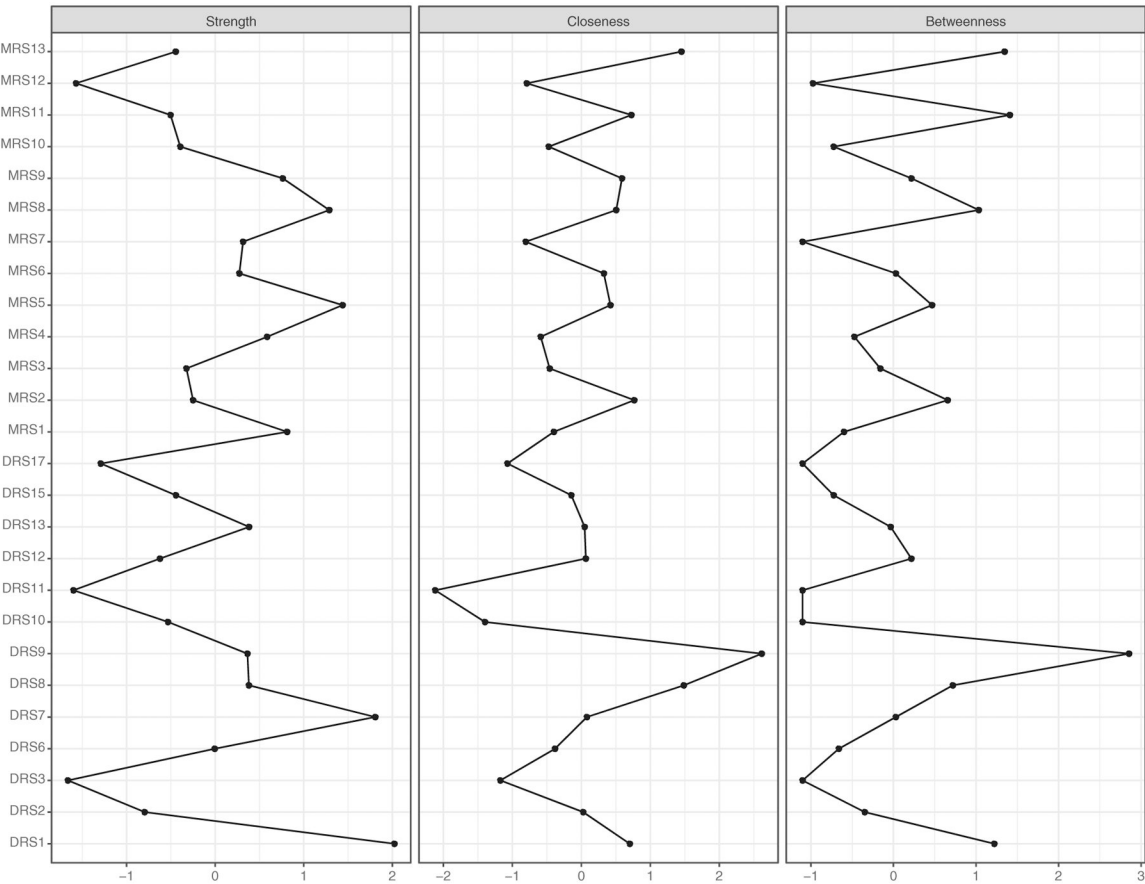 Strength Closeness Betweenness
MRS13
MRS12
MRS11
MRS10
MRS9
MRS8
MRS7
MRS6
MRS5
MRS4
MRS3
MRS2
MRS1
DRS17
DRS15
DRS13
DRS12
DRS11
DRS10
DRS9
DRS8
DRS7
DRS6
DRS3
DRS2
DRS1
−1 0 1 2 −2 −1 0 1 2 −1 0 1 2 3